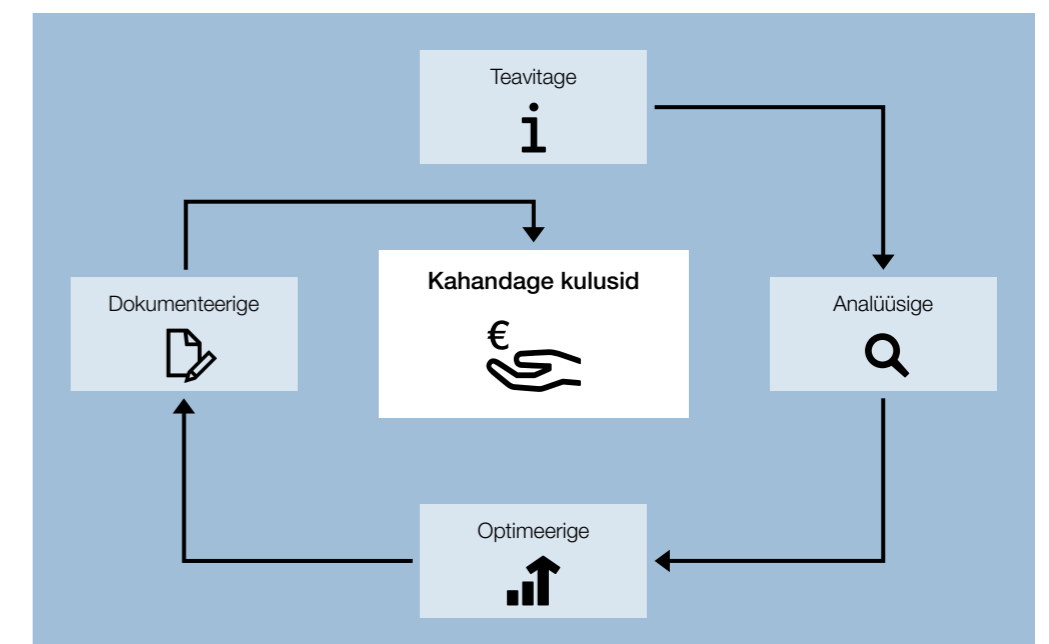 Teavitage
i
Kahandage kulusid
€
Dokumenteerige
Analüüsige
Optimeerige